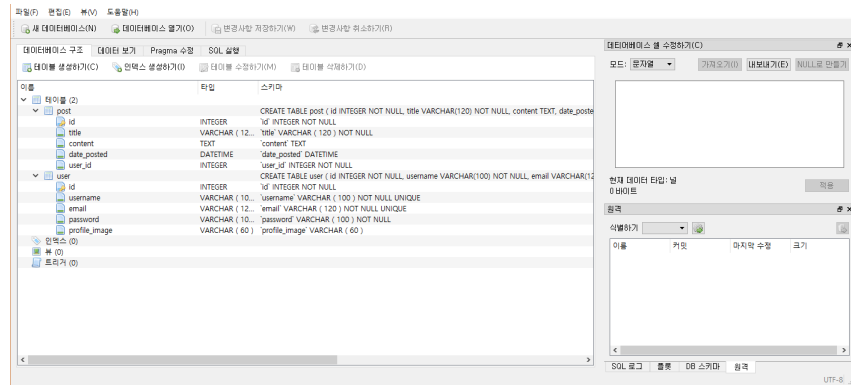 파일(F) 편집(E) 뷰(V) 도움말(H)
새 데이터베이스(N) 데이터베이스 열기(O) 변경사항 저장하기(W) 변경사항 취소하기(R)
데이터베이스 구조 데이터 보기 Pragma 수정 SQL 실행
테이블 생성하기(C) 인덱스 생성하기(I) 테이블 수정하기(M) 테이블 삭제하기(D)
이름 타입 스키마
테이블 (2)
post CREATE TABLE post ( id INTEGER NOT NULL, title VARCHAR(120) NOT NULL, content TEXT, date_poste
id INTEGER `id` INTEGER NOT NULL
title VARCHAR ( 12... `title` VARCHAR ( 120 ) NOT NULL
content TEXT `content` TEXT
date_posted DATETIME `date_posted` DATETIME
user_id INTEGER `user_id` INTEGER NOT NULL
user CREATE TABLE user ( id INTEGER NOT NULL, username VARCHAR(100) NOT NULL, email VARCHAR(12
id INTEGER `id` INTEGER NOT NULL
username VARCHAR ( 10... `username` VARCHAR ( 100 ) NOT NULL UNIQUE
email VARCHAR ( 12... `email` VARCHAR ( 120 ) NOT NULL UNIQUE
password VARCHAR ( 10... `password` VARCHAR ( 100 ) NOT NULL
profile_image VARCHAR ( 60 ) `profile_image` VARCHAR ( 60 )
인덱스 (0)
뷰 (0)
트리거 (0)
데티어베이스 셀 수정하기(C)
모드: 문자열 가져오기(I) 내보내기(E) NULL로 만들기
현재 데이터 타입: 널
0 바이트
적용
원격
식별하기
이름 커밋 마지막 수정 크기
SQL 로그 플롯 DB 스키마 원격
UTF-8